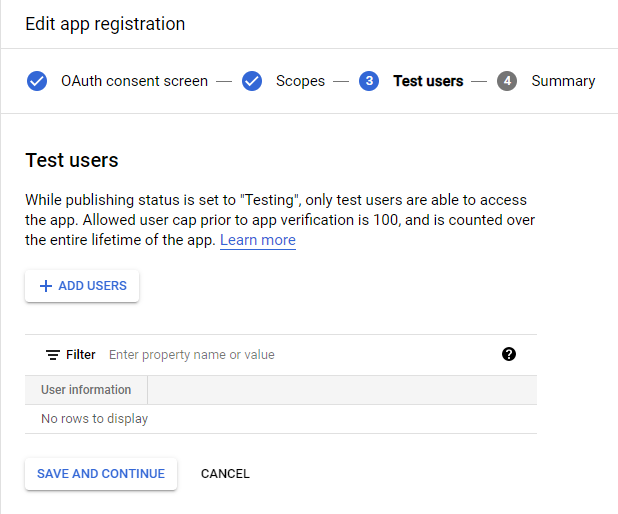 Edit app registration
OAuth consent screen — Scopes — 3 Test users — 4 Summary
Test users
While publishing status is set to "Testing", only test users are able to access
the app. Allowed user cap prior to app verification is 100, and is counted over
the entire lifetime of the app. Learn more
+ ADD USERS
Filter Enter property name or value ?
User information
No rows to display
SAVE AND CONTINUE CANCEL